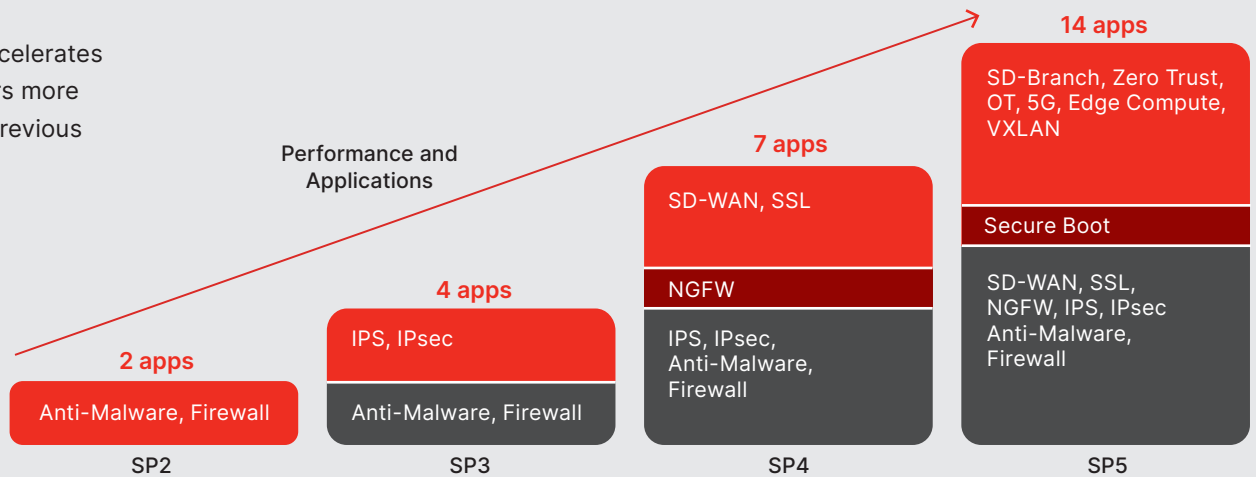 celerates
rs more
revious
Performance and
Applications
2 apps
Anti-Malware, Firewall
SP2
4 apps
IPS, IPsec
Anti-Malware, Firewall
SP3
7 apps
SD-WAN, SSL
NGFW
IPS, IPsec,
Anti-Malware,
Firewall
SP4
14 apps
SD-Branch, Zero Trust,
OT, 5G, Edge Compute,
VXLAN
Secure Boot
SD-WAN, SSL,
NGFW, IPS, IPsec
Anti-Malware,
Firewall
SP5